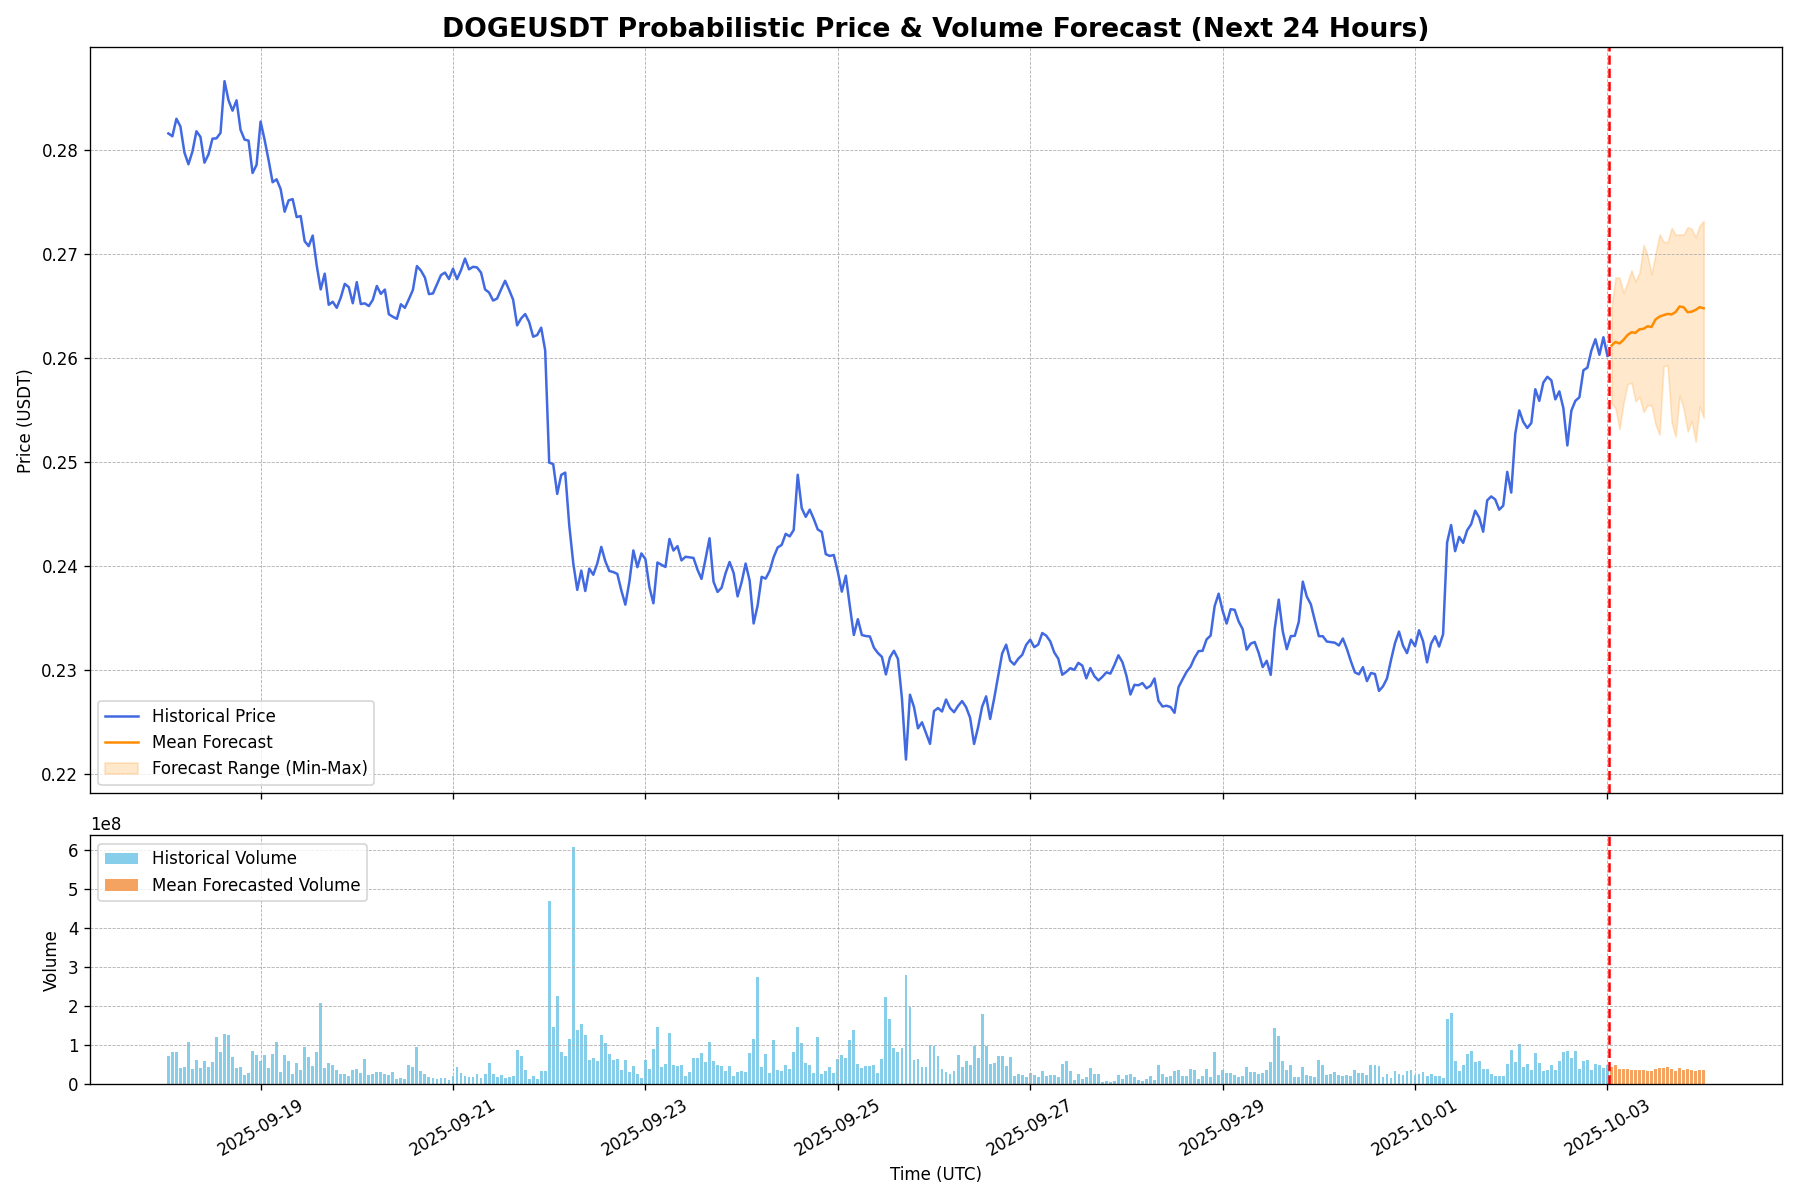 DOGEUSDT Probabilistic Price & Volume Forecast (Next 24 Hours)
Price (USDT)
0.28
0.27
0.26
0.25
0.24
0.23
0.22
Historical Price
Mean Forecast
Forecast Range (Min-Max)
1e8
Volume
6
5
4
3
2
1
0
Historical Volume
Mean Forecasted Volume
2025-09-19
2025-09-21
2025-09-23
2025-09-25
2025-09-27
2025-09-29
2025-10-01
2025-10-03
Time (UTC)